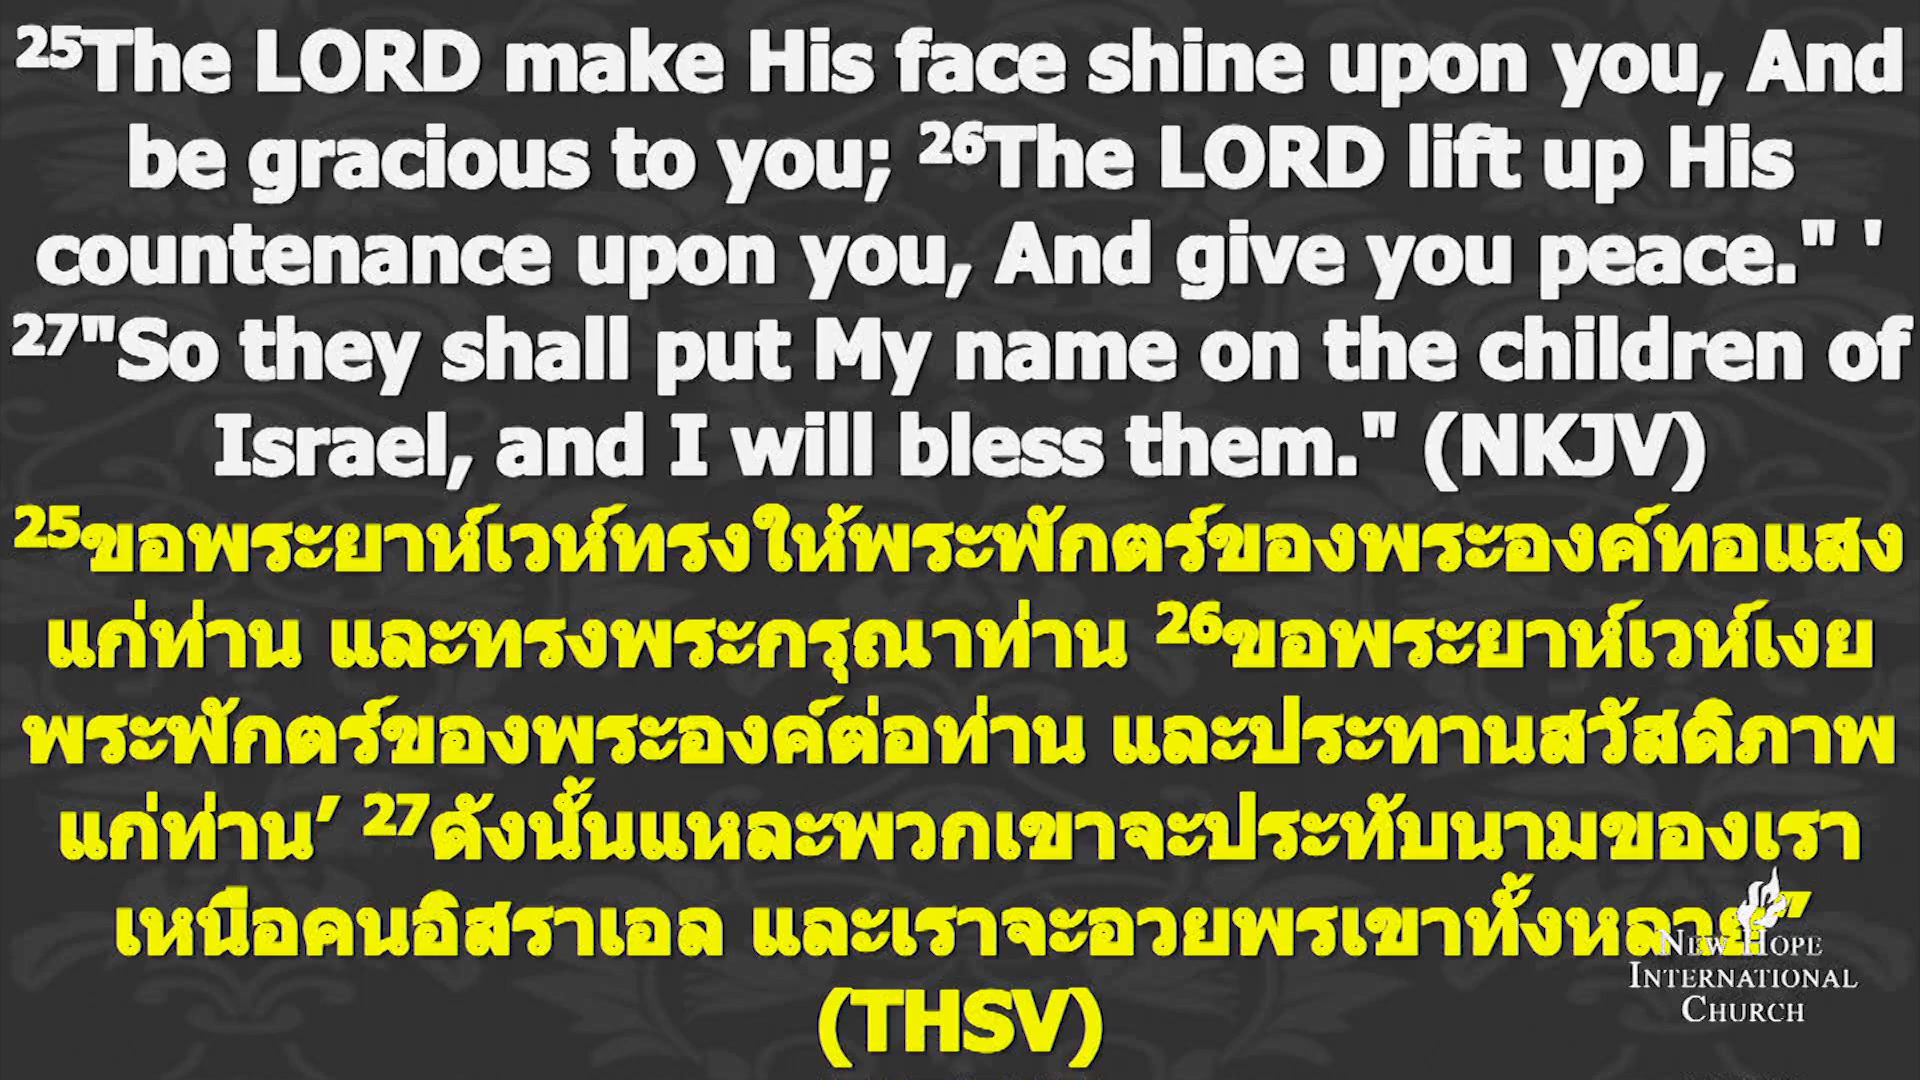 25The LORD make His face shine upon you, And
be gracious to you; 26The LORD lift up His
countenance upon you, And give you peace." '
27"So they shall put My name on the children of
Israel, and I will bless them." (NKJV)
25ขอพระยาห์เวห์ทรงให้พระพักตร์ของพระองค์ทอแสง
แก่ท่าน และทรงพระกรุณาท่าน 26ขอพระยาห์เวห์เงย
พระพักตร์ของพระองค์ต่อท่าน และประทานสวัสดิภาพ
แก่ท่าน’ 27ดังนั้นแหละพวกเขาจะประทับนามของเรา
เหนือคนอิสราเอล และเราจะอวยพรเขาทั้งหลาย”
(THSV)
NEW HOPE
INTERNATIONAL
CHURCH